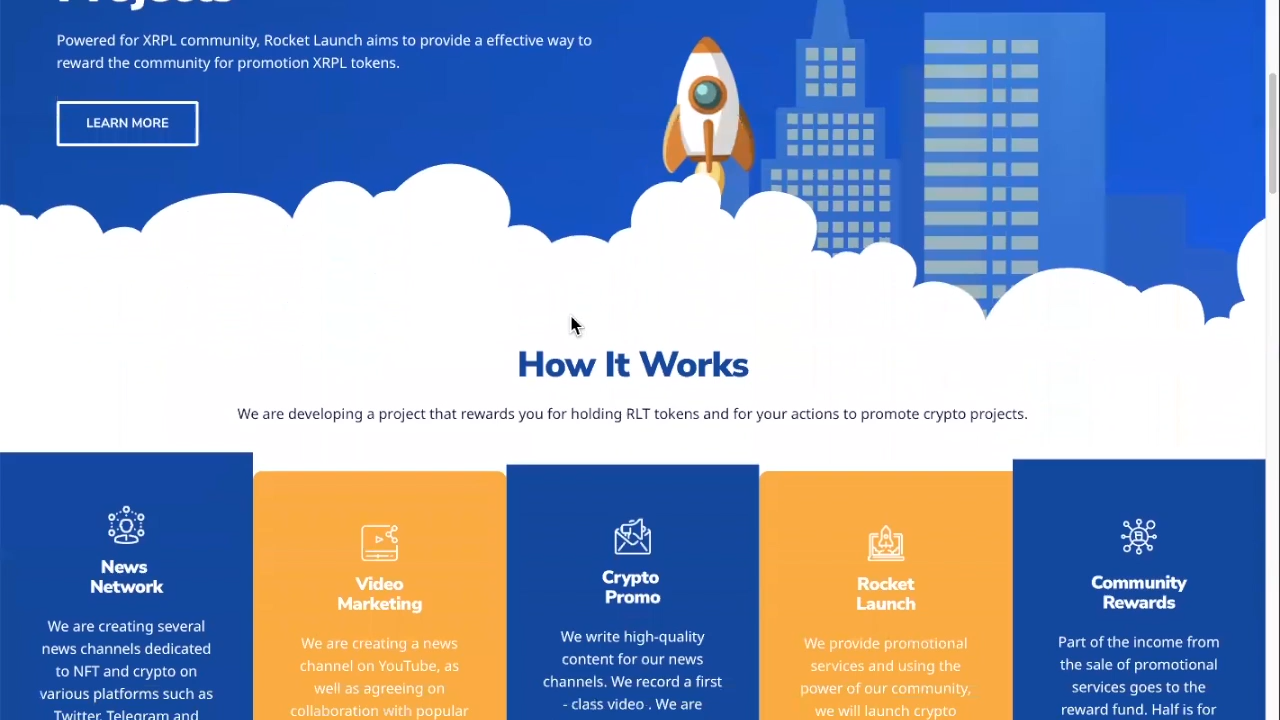 Projects
Powered for XRPL community, Rocket Launch aims to provide a effective way to
reward the community for promotion XRPL tokens.
LEARN MORE
How It Works
We are developing a project that rewards you for holding RLT tokens and for your actions to promote crypto projects.
News
Network
We are creating several
news channels dedicated
to NFT and crypto on
various platforms such as
Twitter, Telegram and
Video
Marketing
We are creating a news
channel on YouTube, as
well as agreeing on
collaboration with popular
Crypto
Promo
We write high-quality
content for our news
channels. We record a first
- class video . We are
Rocket
Launch
We provide promotional
services and using the
power of our community,
we will launch crypto
Community
Rewards
Part of the income from
the sale of promotional
services goes to the
reward fund. Half is for